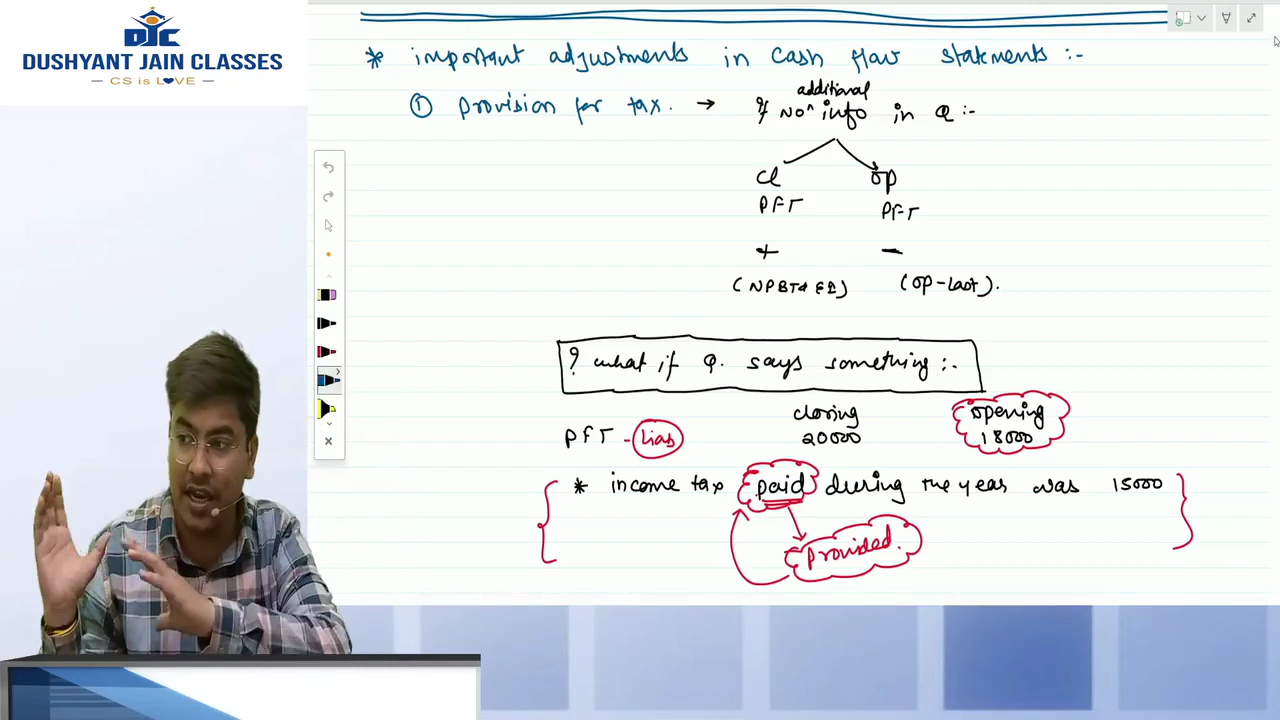 DJC
DUSHYANT JAIN CLASSES
CS is LOVE
* important adjustments in cash flow statements :-
① provision for tax. → if No ^ additional info in Q :-
cl op
PFT PFT
+ −
(NPBT & EI) (op-last).
? what if Q. says something :-
closing opening
PFT - Liab 20000 18000
* income tax paid during the year was 15000
provided.